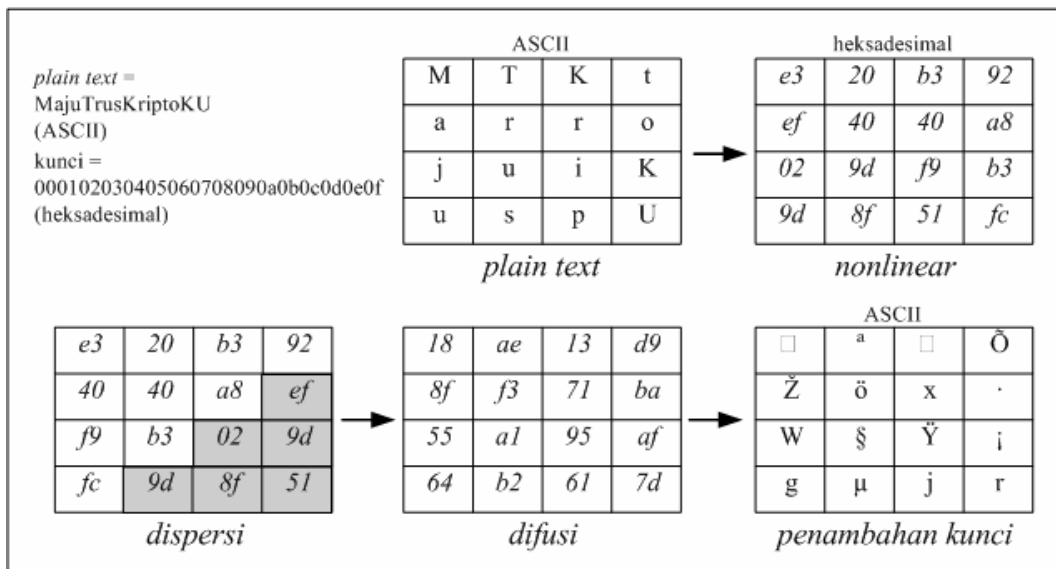 plain text =
MajuTrusKriptoKU
(ASCII)
kunci =
000102030405060708090a0b0c0d0e0f
(heksadesimal)
ASCII
M T K t
a r r o
j u i K
u s p U
plain text
heksadesimal
e3 20 b3 92
ef 40 40 a8
02 9d f9 b3
9d 8f 51 fc
nonlinear
e3 20 b3 92
40 40 a8 ef
f9 b3 02 9d
fc 9d 8f 51
dispersi
18 ae 13 d9
8f f3 71 ba
55 a1 95 af
64 b2 61 7d
difusi
ASCII
□ ª □ Õ
Ž ö x ·
W § Ÿ ¡
g µ j r
penambahan kunci